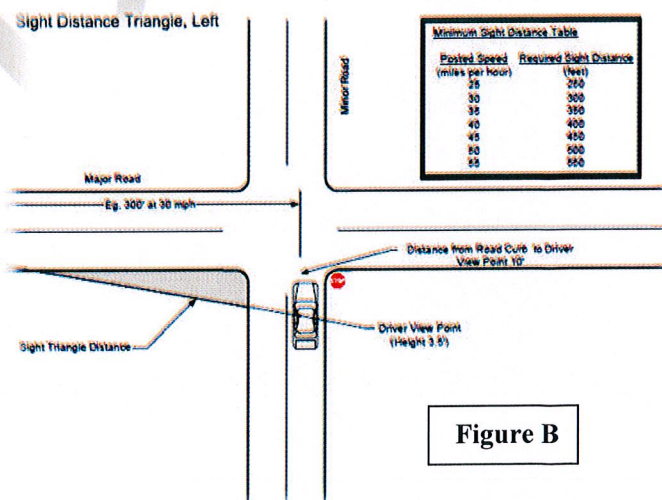 Sight Distance Triangle, Left
Minimum Sight Distance Table
Posted Speed Required Sight Distance
(miles per hour) (feet)
25 250
30 300
35 350
40 400
45 450
50 500
55 550
Minor Road
Major Road
Eg. 300' at 30 mph
Distance from Road Curb to Driver
View Point 10'
Sight Triangle Distance
Driver View Point
(Height 3.5')
Figure B